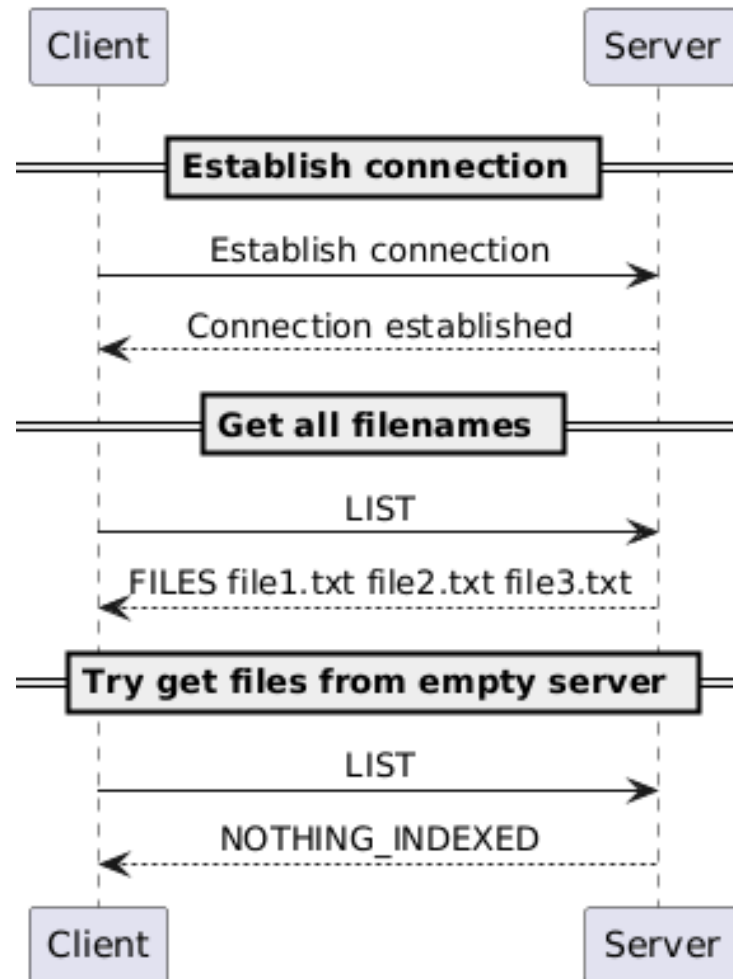 Client Server
Establish connection
Establish connection
Connection established
Get all filenames
LIST
FILES file1.txt file2.txt file3.txt
Try get files from empty server
LIST
NOTHING_INDEXED
Client Server